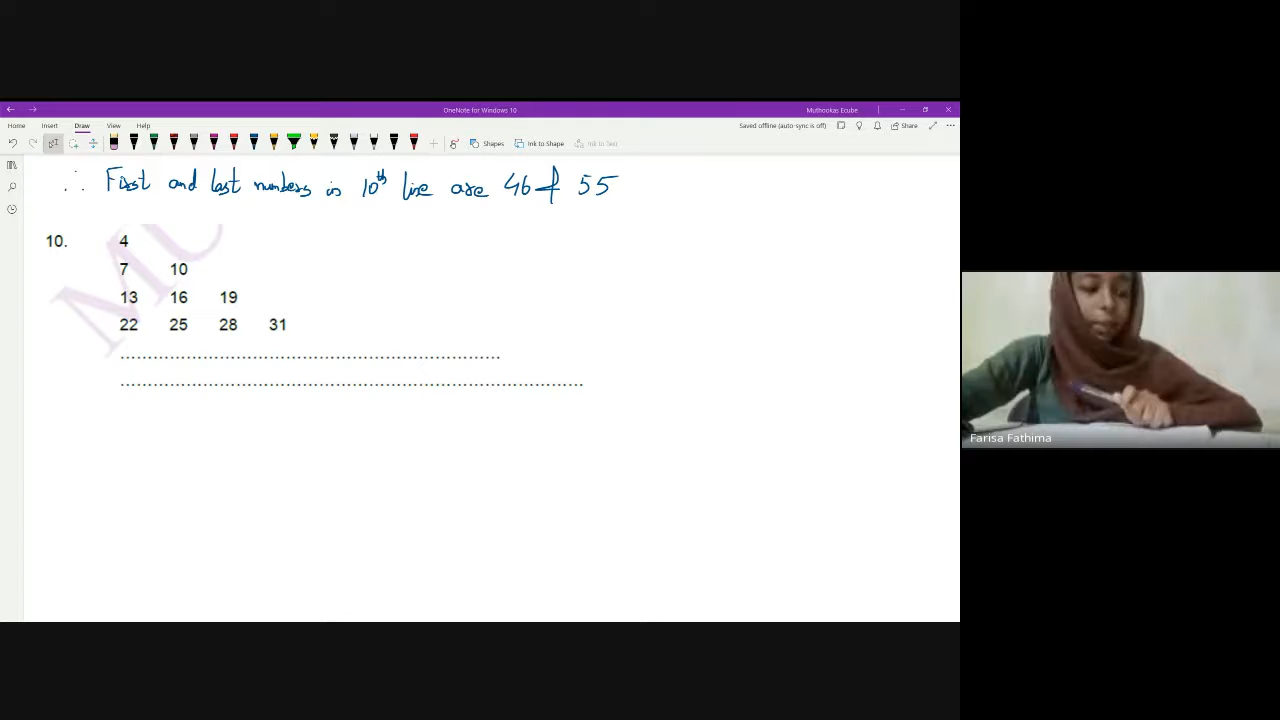 OneNote for Windows 10
Muthookas Ecube
Home Insert Draw View Help
Saved offline (auto-sync is off) Share
Shapes Ink to Shape Ink to Text
∴ First and last numbers in 10th line are 46 & 55
10. 4
7 10
13 16 19
22 25 28 31
................................................................
................................................................................
MU
Farisa Fathima